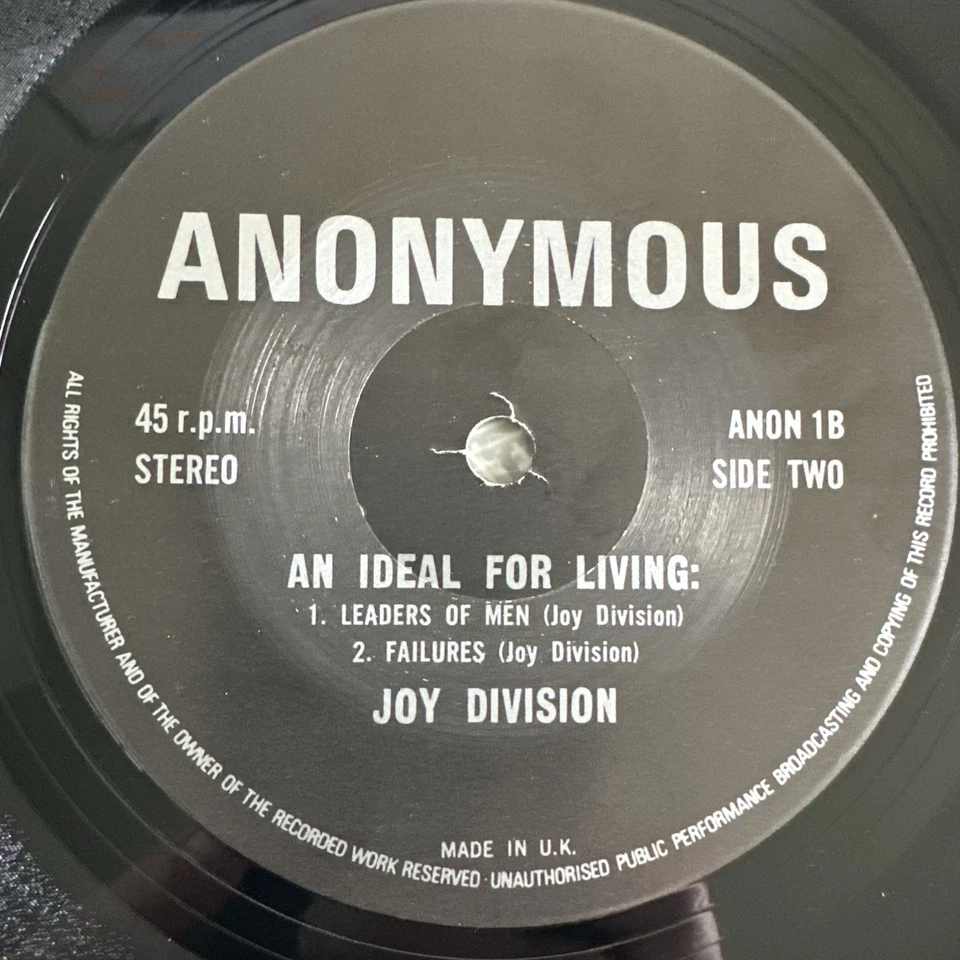 ANONYMOUS
45 r.p.m.
STEREO
ANON 1B
SIDE TWO
AN IDEAL FOR LIVING:
1. LEADERS OF MEN (Joy Division)
2. FAILURES (Joy Division)
JOY DIVISION
MADE IN U.K.
ALL RIGHTS OF THE MANUFACTURER AND OF THE OWNER OF THE RECORDED WORK RESERVED · UNAUTHORISED PUBLIC PERFORMANCE BROADCASTING AND COPYING OF THIS RECORD PROHIBITED